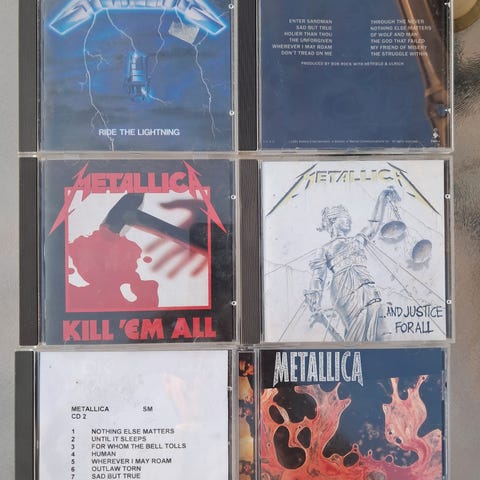 METALLICA
RIDE THE LIGHTNING
ENTER SANDMAN
SAD BUT TRUE
HOLIER THAN THOU
THE UNFORGIVEN
WHEREVER I MAY ROAM
DON'T TREAD ON ME
THROUGH THE NEVER
NOTHING ELSE MATTERS
OF WOLF AND MAN
THE GOD THAT FAILED
MY FRIEND OF MISERY
THE STRUGGLE WITHIN
PRODUCED BY BOB ROCK WITH HETFIELD & ULRICH
METALLICA
KILL 'EM ALL
METALLICA
...AND JUSTICE
FOR ALL
METALLICA SM
CD 2
1 NOTHING ELSE MATTERS
2 UNTIL IT SLEEPS
3 FOR WHOM THE BELL TOLLS
4 HUMAN
5 WHEREVER I MAY ROAM
6 OUTLAW TORN
7 SAD BUT TRUE
METALLICA